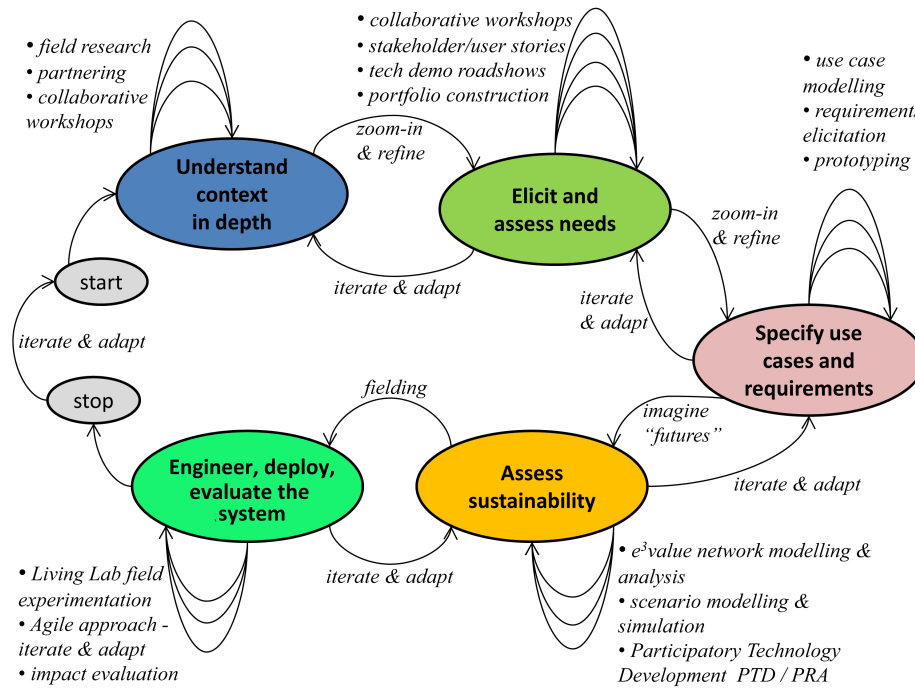 • field research
• partnering
• collaborative
workshops
• collaborative workshops
• stakeholder/user stories
• tech demo roadshows
• portfolio construction
• use case
modelling
• requirements
elicitation
• prototyping
Understand
context
in depth
zoom-in
& refine
Elicit and
assess needs
zoom-in
& refine
iterate & adapt
start
iterate
& adapt
iterate & adapt
Specify use
cases and
requirements
stop
fielding
imagine
“futures”
Engineer, deploy,
evaluate the
system
Assess
sustainability
iterate & adapt
iterate & adapt
• Living Lab field
experimentation
• Agile approach -
iterate & adapt
• impact evaluation
• e³value network modelling &
analysis
• scenario modelling &
simulation
• Participatory Technology
Development PTD / PRA